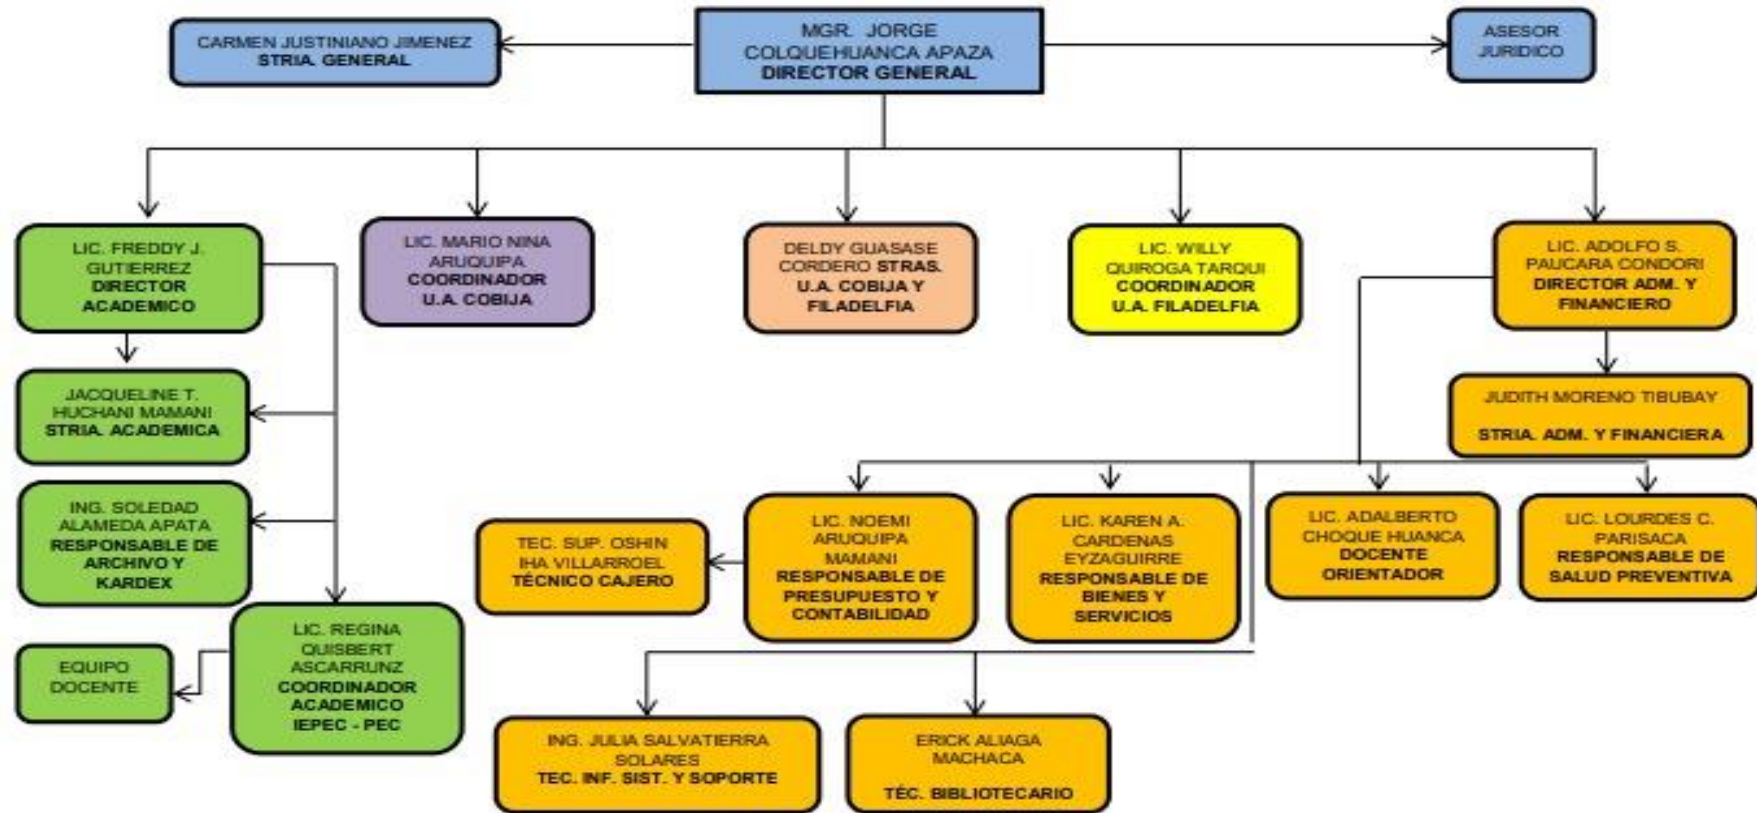 CARMEN JUSTINIANO JIMENEZ
STRIA. GENERAL
MGR. JORGE
COLQUEHUANCA APAZA
DIRECTOR GENERAL
ASESOR
JURIDICO
LIC. FREDDY J.
GUTIERREZ
DIRECTOR
ACADEMICO
LIC. MARIO NINA
ARUQUIPA
COORDINADOR
U.A. COBIJA
DELDY GUASASE
CORDERO STRAS.
U.A. COBIJA Y
FILADELFIA
LIC. WILLY
QUIROGA TARQUI
COORDINADOR
U.A. FILADELFIA
LIC. ADOLFO S.
PAUCARA CONDORI
DIRECTOR ADM. Y
FINANCIERO
JACQUELINE T.
HUCHANI MAMANI
STRIA. ACADEMICA
JUDITH MORENO TIBUBAY
STRIA. ADM. Y FINANCIERA
ING. SOLEDAD
ALAMEDA APATA
RESPONSABLE DE
ARCHIVO Y
KARDEX
TEC. SUP. OSHIN
IHA VILLARROEL
TÉCNICO CAJERO
LIC. NOEMI
ARUQUIPA
MAMANI
RESPONSABLE DE
PRESUPUESTO Y
CONTABILIDAD
LIC. KAREN A.
CARDENAS
EYZAGUIRRE
RESPONSABLE DE
BIENES Y
SERVICIOS
LIC. ADALBERTO
CHOQUE HUANCA
DOCENTE
ORIENTADOR
LIC. LOURDES C.
PARISACA
RESPONSABLE DE
SALUD PREVENTIVA
EQUIPO
DOCENTE
LIC. REGINA
QUISBERT
ASCARRUNZ
COORDINADOR
ACADEMICO
IEPEC - PEC
ING. JULIA SALVATIERRA
SOLARES
TEC. INF. SIST. Y SOPORTE
ERICK ALIAGA
MACHACA
TÉC. BIBLIOTECARIO